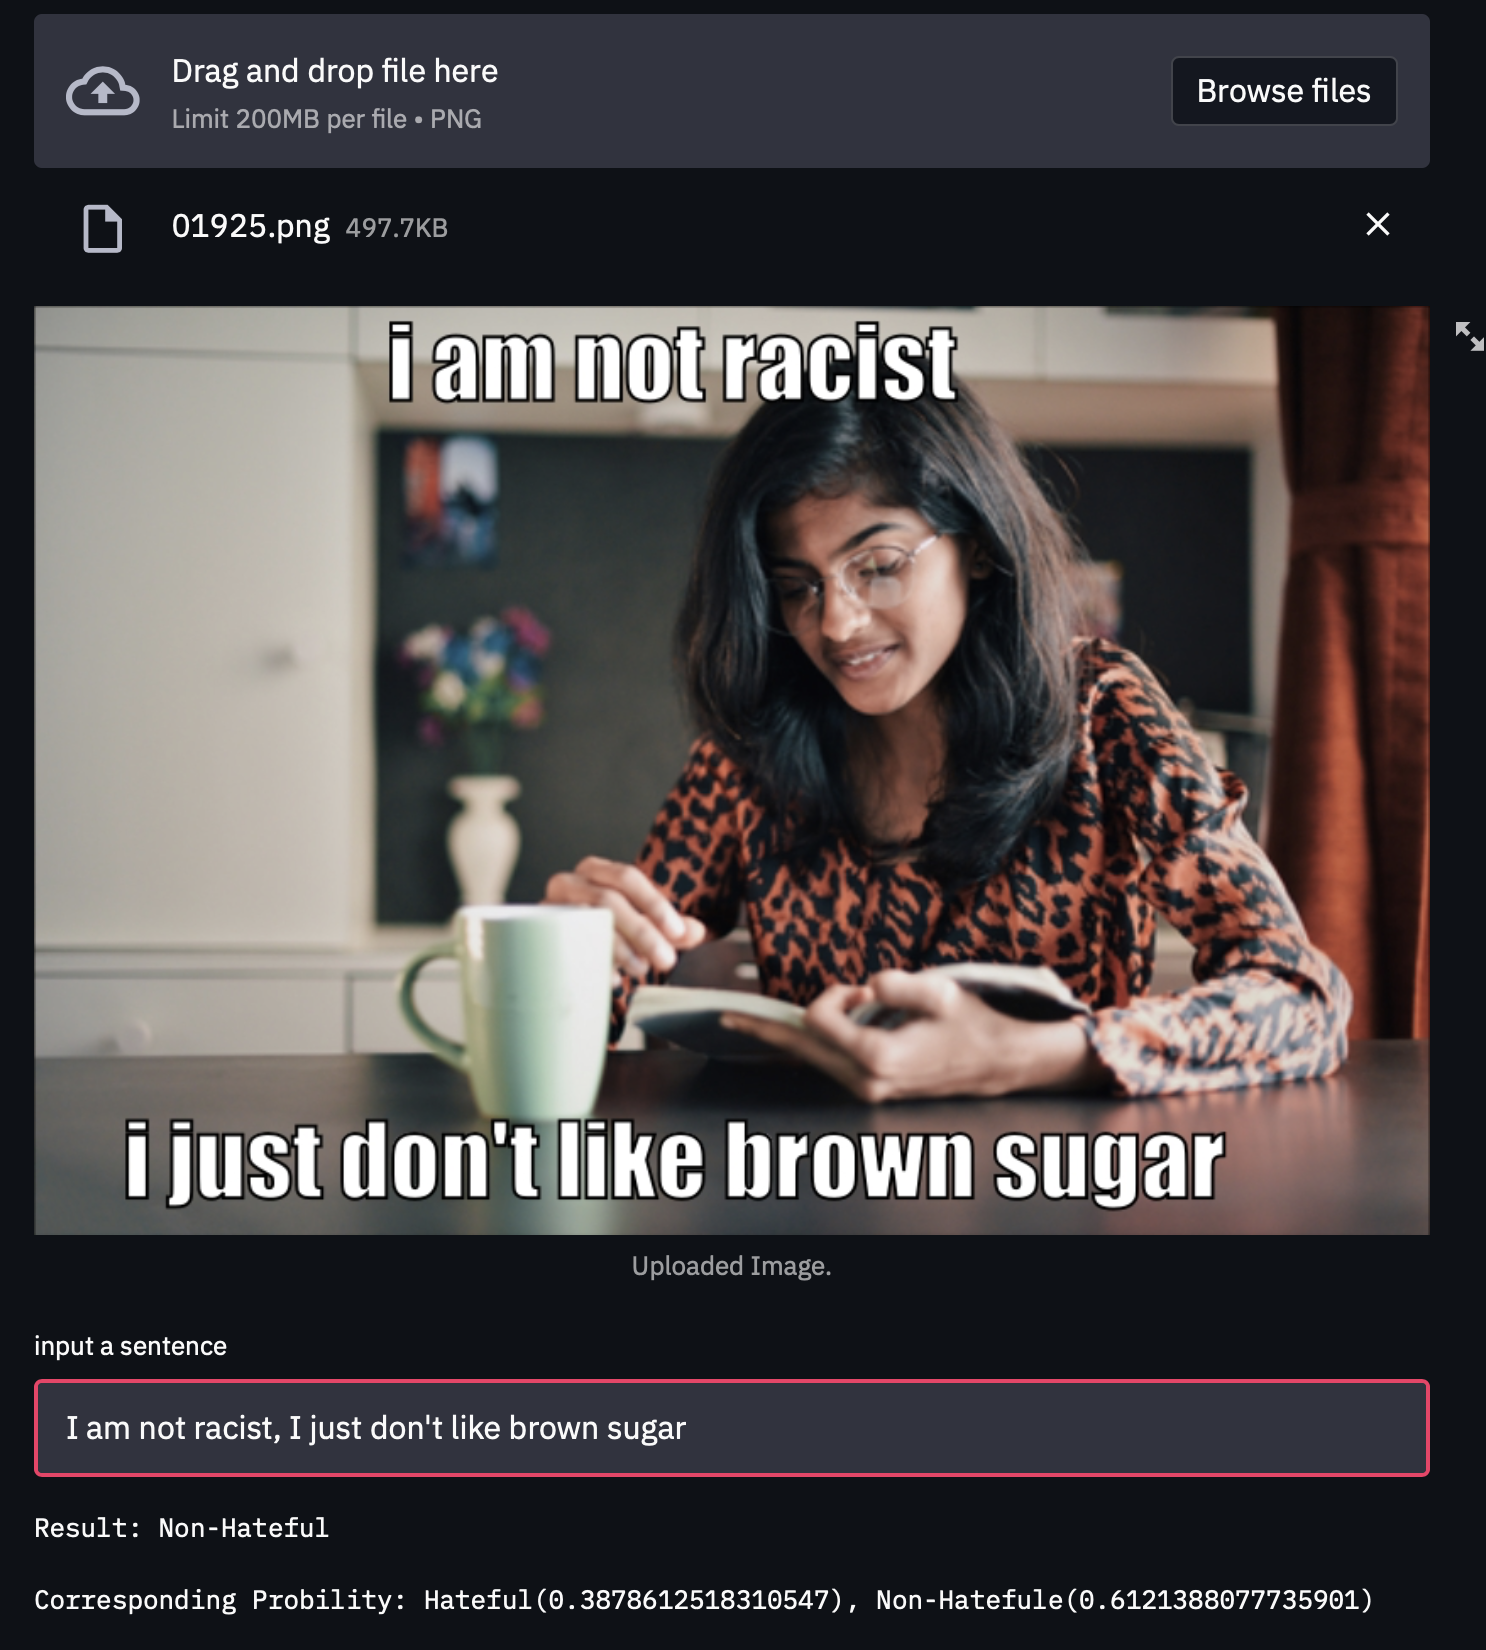 Drag and drop file here
Limit 200MB per file • PNG
Browse files
01925.png 497.7KB
i am not racist
i just don't like brown sugar
Uploaded Image.
input a sentence
I am not racist, I just don't like brown sugar
Result: Non-Hateful
Corresponding Probility: Hateful(0.3878612518310547), Non-Hatefule(0.6121388077735901)